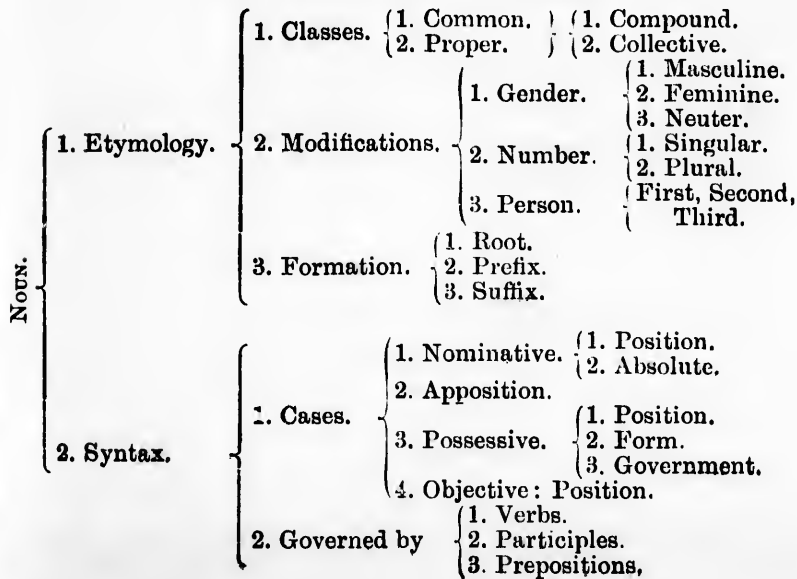 1. Classes. 1. Common. 1. Compound.
2. Proper. 2. Collective.
1. Masculine.
1. Gender. 2. Feminine.
3. Neuter.
1. Etymology. 2. Modifications. 2. Number. 1. Singular.
2. Plural.
3. Person. First, Second,
Third.
1. Root.
3. Formation. 2. Prefix.
3. Suffix.
NOUN.
1. Nominative. 1. Position.
2. Absolute.
2. Apposition.
1. Cases.
1. Position.
2. Syntax. 3. Possessive. 2. Form.
3. Government.
4. Objective: Position.
1. Verbs.
2. Governed by 2. Participles.
3. Prepositions,